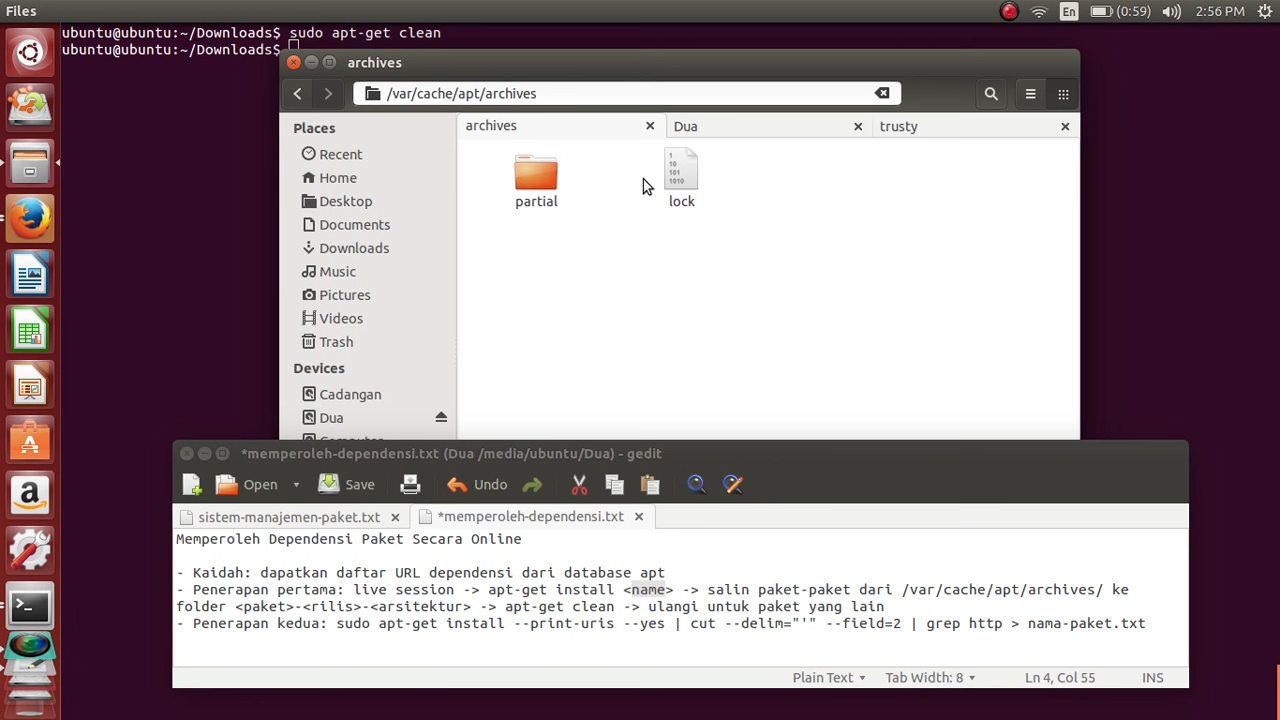 Files
En
(0:59)
2:56 PM
ubuntu@ubuntu:~/Downloads$ sudo apt-get clean
ubuntu@ubuntu:~/Downloads$
archives
/var/cache/apt/archives
Places
Recent
Home
Desktop
Documents
Downloads
Music
Pictures
Videos
Trash
Devices
Cadangan
Dua
Computer
archives
Dua
trusty
partial
1
10
101
1010
lock
*memperoleh-dependensi.txt (Dua /media/ubuntu/Dua) - gedit
Open
Save
Undo
sistem-manajemen-paket.txt
*memperoleh-dependensi.txt
Memperoleh Dependensi Paket Secara Online
- Kaidah: dapatkan daftar URL dependensi dari database apt
- Penerapan pertama: live session -> apt-get install <name> -> salin paket-paket dari /var/cache/apt/archives/ ke
folder <paket>-<rilis>-<arsitektur> -> apt-get clean -> ulangi untuk paket yang lain
- Penerapan kedua: sudo apt-get install --print-uris --yes | cut --delim="'" --field=2 | grep http > nama-paket.txt
Plain Text
Tab Width: 8
Ln 4, Col 55
INS